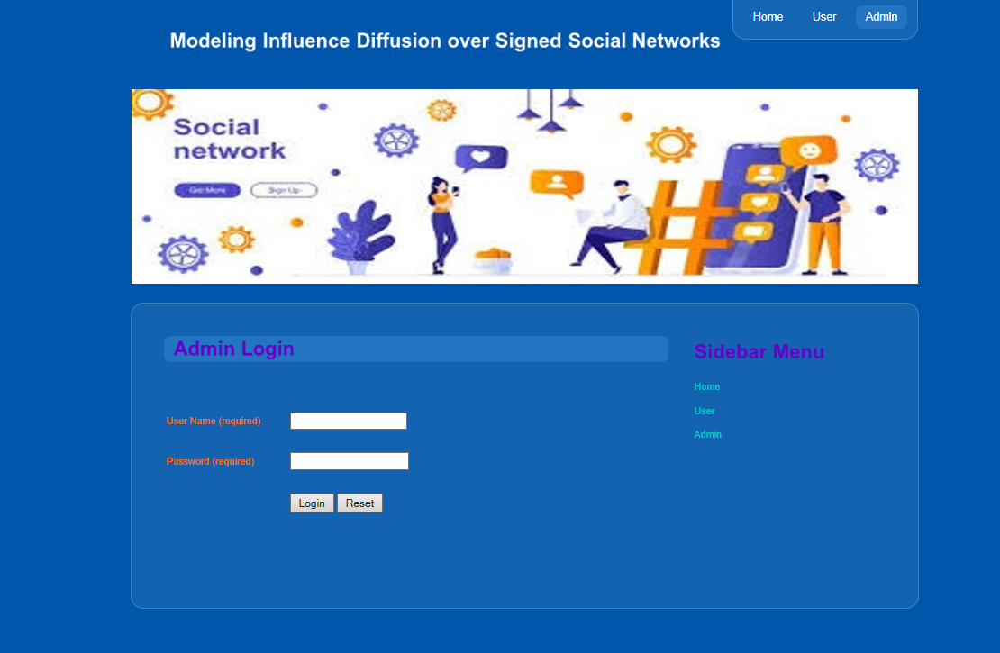 Home User Admin
Modeling Influence Diffusion over Signed Social Networks
Social
network
Get More Sign Up
Admin Login
Sidebar Menu
Home
User Name (required)
User
Admin
Password (required)
Login Reset